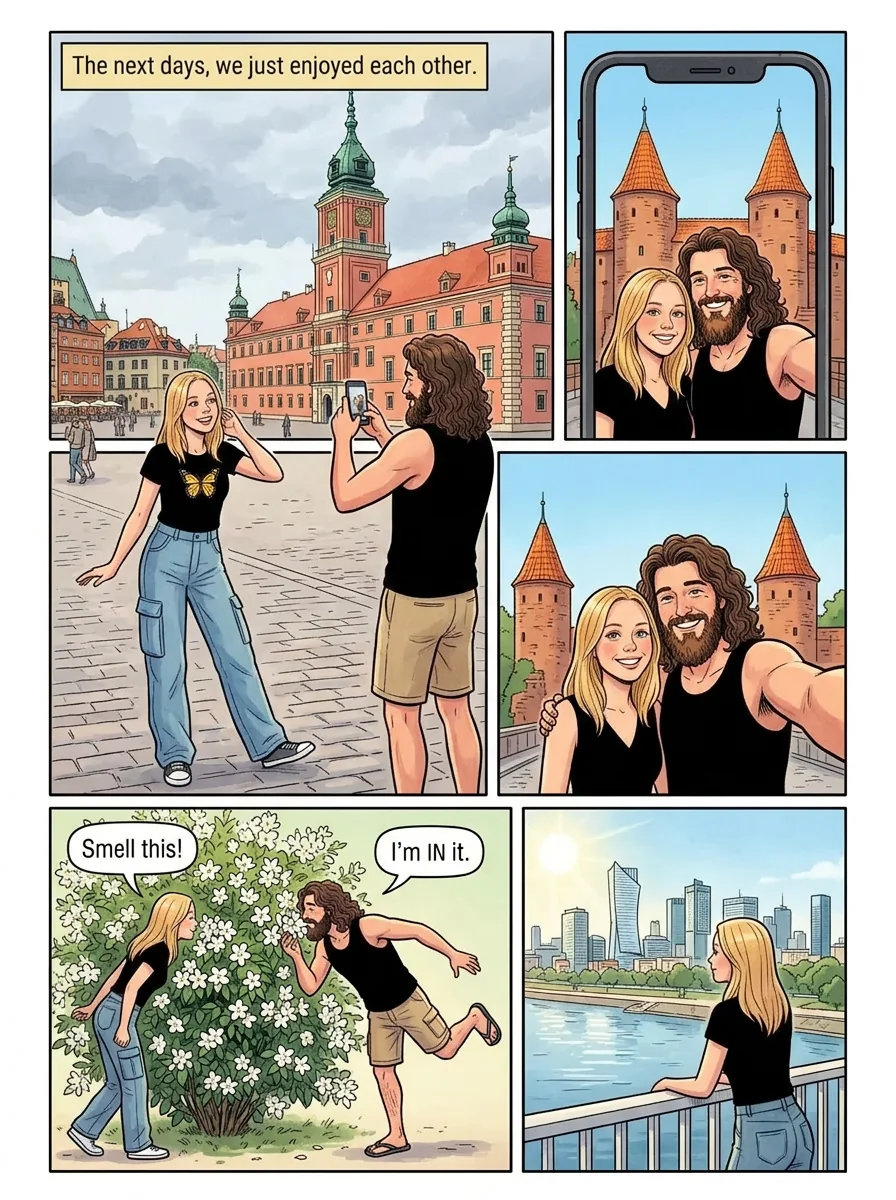 The next days, we just enjoyed each other.
Smell this!
I'm IN it.